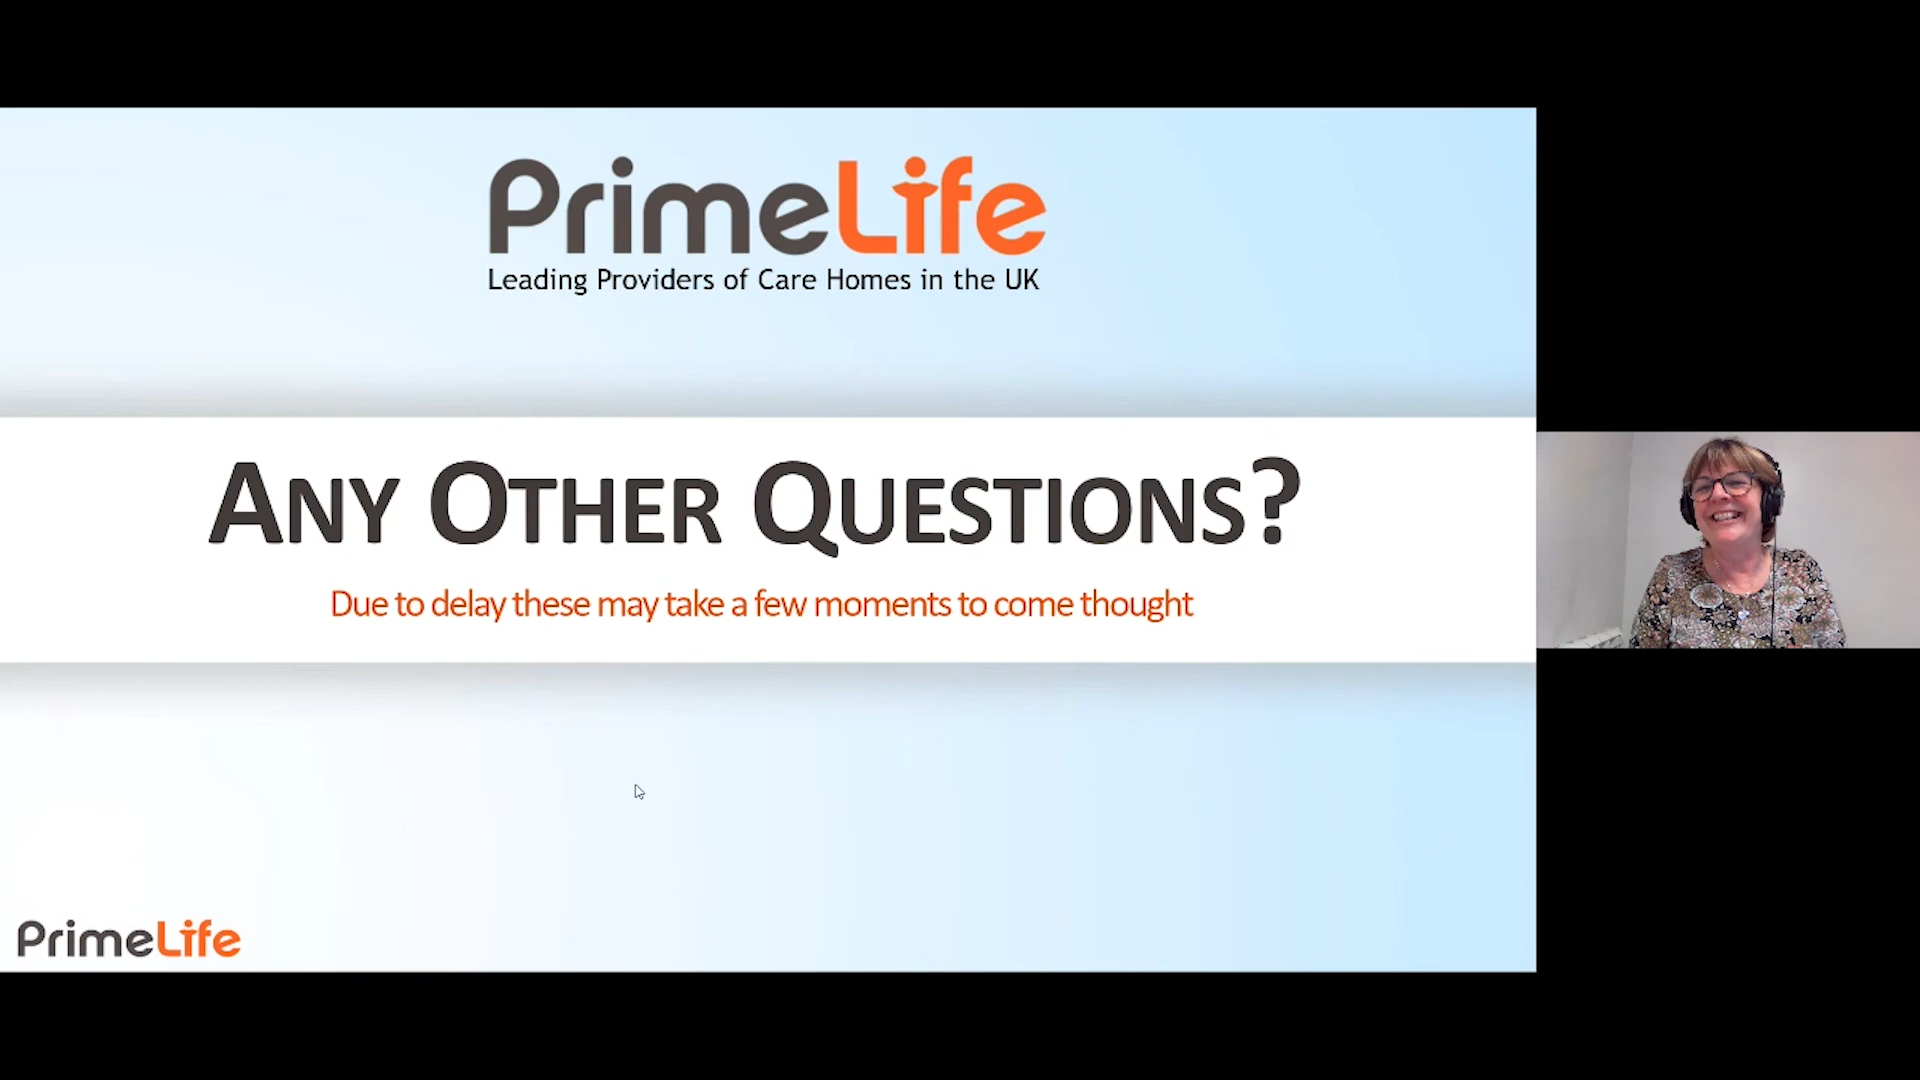 PrimeLife
Leading Providers of Care Homes in the UK
ANY OTHER QUESTIONS?
Due to delay these may take a few moments to come thought
PrimeLife